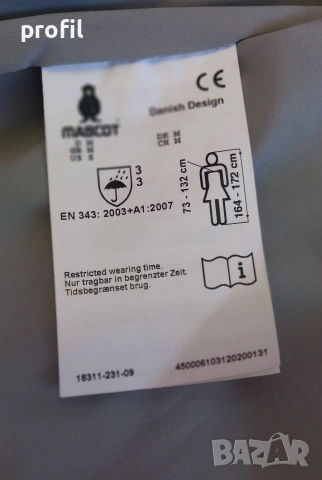 profil
MASCOT
CE
Danish Design
D M
GB M
US S
DK M
CH M
3
3
EN 343: 2003+A1:2007
73 - 132 cm
164 - 172 cm
Restricted wearing time.
Nur tragbar in begrenzter Zeit.
Tidsbegrænset brug.
i
18311-231-09
450006103120200131
BAZAR